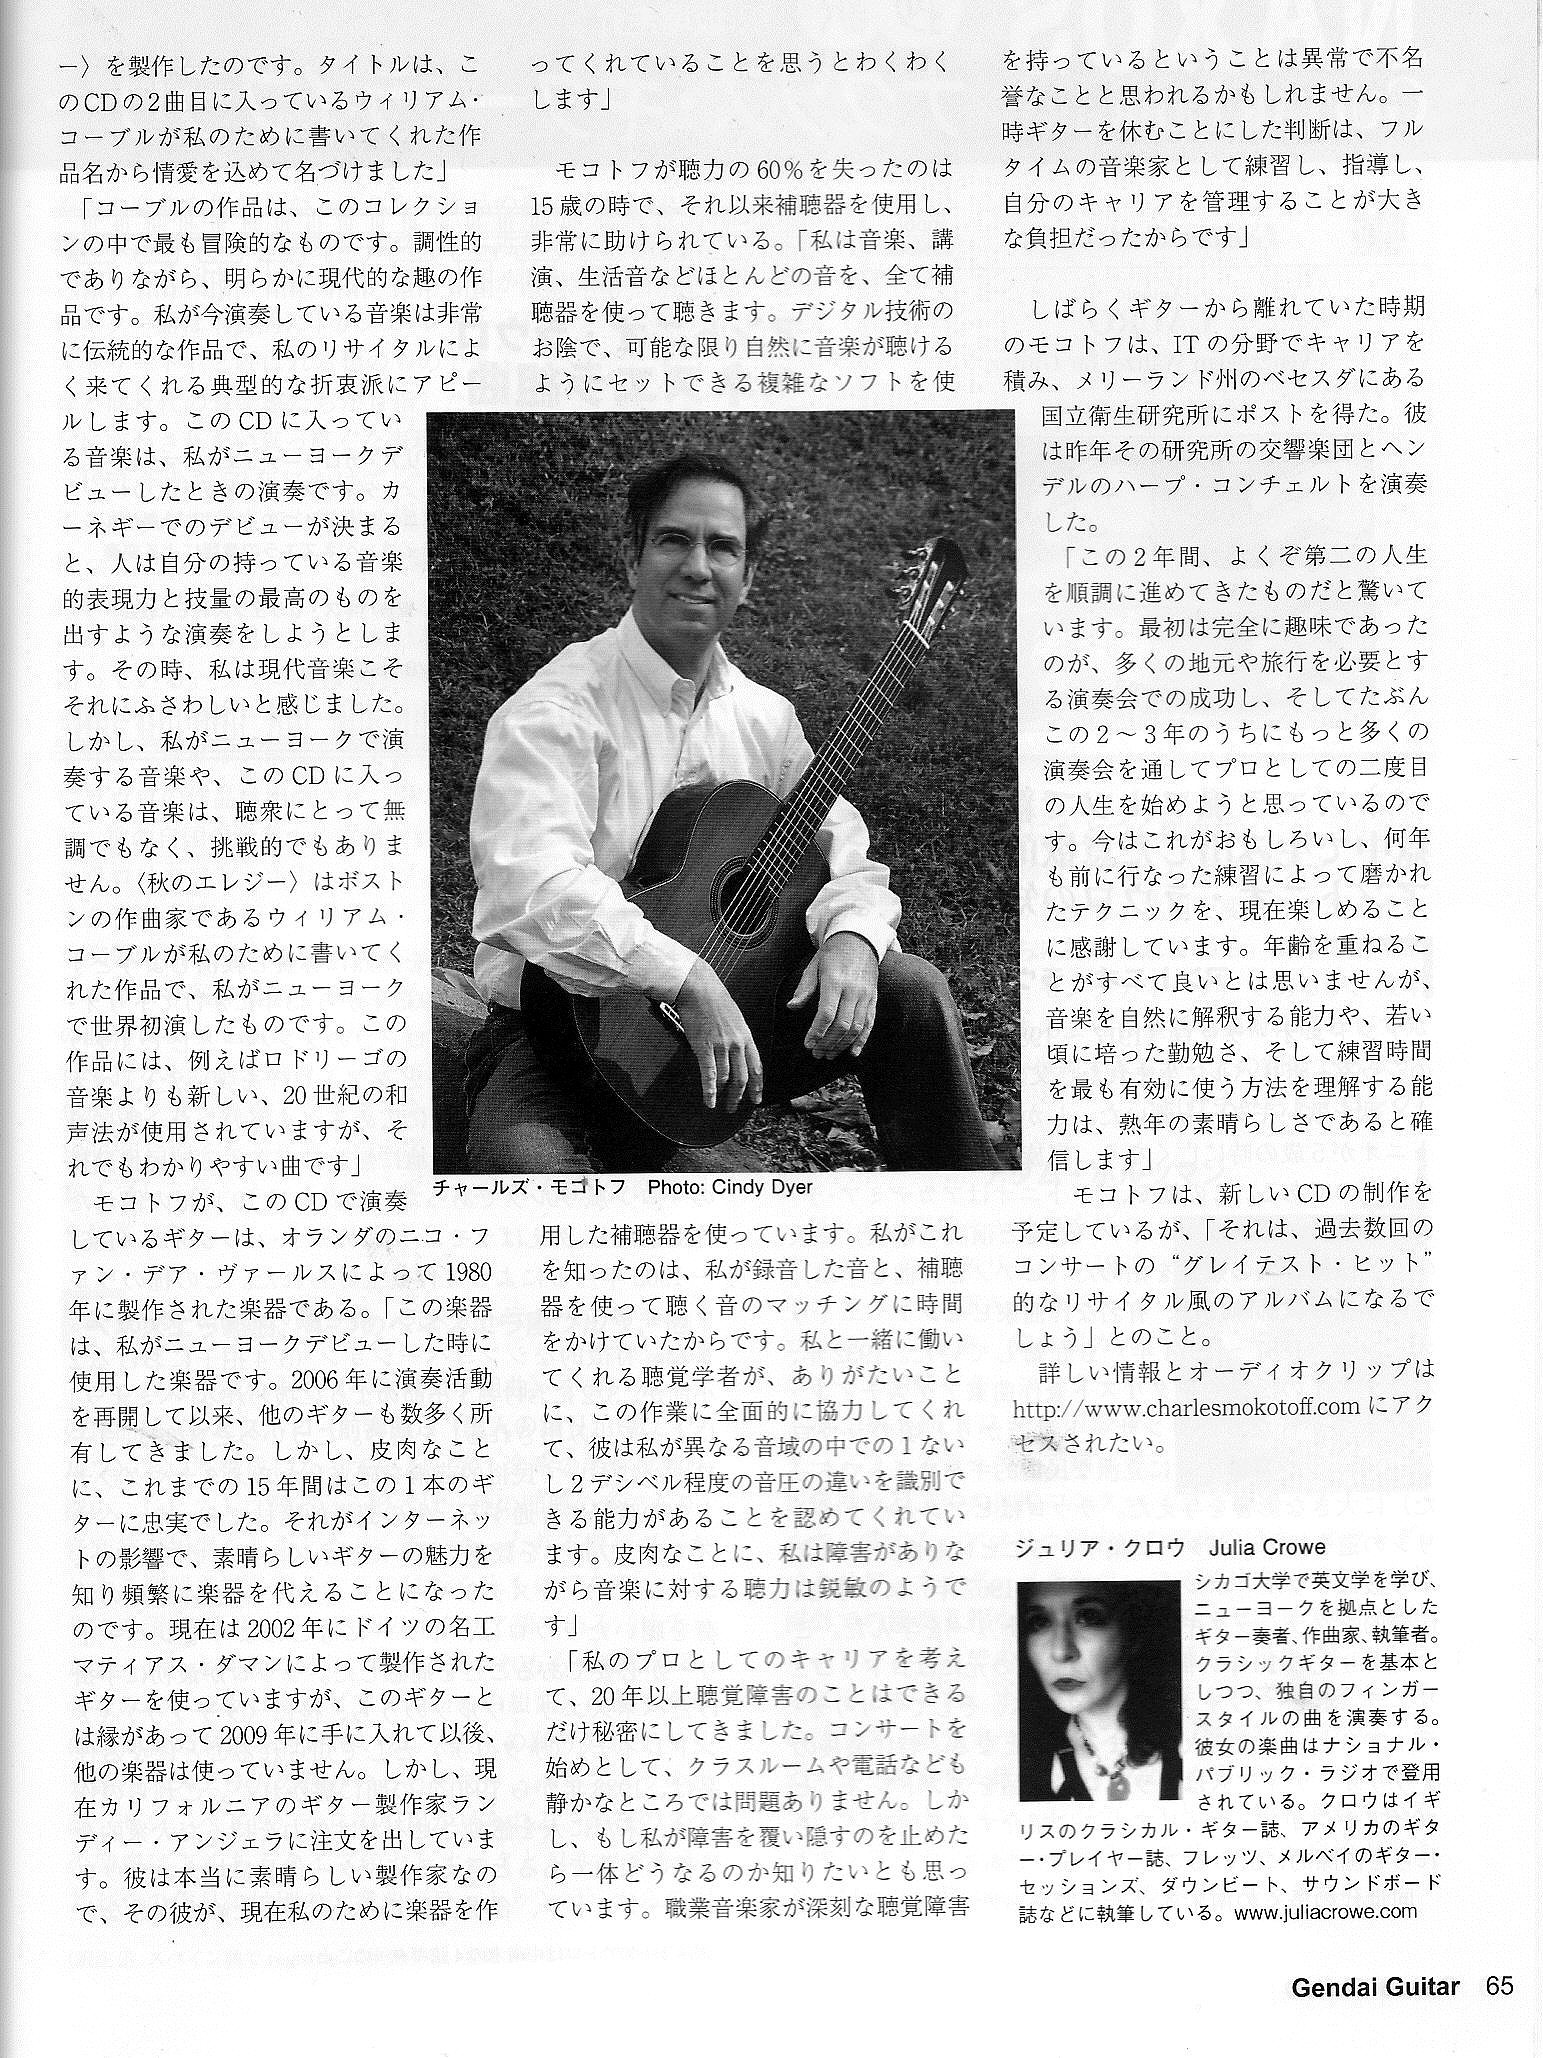 ー〉を製作したのです。タイトルは、こ
のCDの2曲目に入っているウィリアム・
コーブルが私のために書いてくれた作
品名から情愛を込めて名づけました」
「コーブルの作品は、このコレクショ
ンの中で最も冒険的なものです。調性的
でありながら、明らかに現代的な趣の作
品です。私が今演奏している音楽は非常
に伝統的な作品で、私のリサイタルによ
く来てくれる典型的な折衷派にアピー
ルします。このCDに入ってい
る音楽は、私がニューヨークデ
ビューしたときの演奏です。カ
ーネギーでのデビューが決まる
と、人は自分の持っている音楽
的表現力と技量の最高のものを
出すような演奏をしようとしま
す。その時、私は現代音楽こそ
それにふさわしいと感じました。
しかし、私がニューヨークで演
奏する音楽や、このCDに入っ
ている音楽は、聴衆にとって無
調でもなく、挑戦的でもありま
せん。〈秋のエレジー〉はボスト
ンの作曲家であるウィリアム・
コーブルが私のために書いてく
れた作品で、私がニューヨーク
で世界初演したものです。この
作品には、例えばロドリーゴの
音楽よりも新しい、20世紀の和
声法が使用されていますが、そ
れでもわかりやすい曲です」
モコトフが、このCDで演奏
しているギターは、オランダのニコ・フ
ァン・デア・ヴァールスによって1980
年に製作された楽器である。「この楽器
は、私がニューヨークデビューした時に
使用した楽器です。2006年に演奏活動
を再開して以来、他のギターも数多く所
有してきました。しかし、皮肉なこと
に、これまでの15年間はこの1本のギ
ターに忠実でした。それがインターネッ
トの影響で、素晴らしいギターの魅力を
知り頻繁に楽器を代えることになった
のです。現在は2002年にドイツの名工
マティアス・ダマンによって製作された
ギターを使っていますが、このギターと
は縁があって2009年に手に入れて以後、
他の楽器は使っていません。しかし、現
在カリフォルニアのギター製作家ラン
ディー・アンジェラに注文を出していま
す。彼は本当に素晴らしい製作家なの
で、その彼が、現在私のために楽器を作
ってくれていることを思うとわくわく
します」
モコトフが聴力の60%を失ったのは
15歳の時で、それ以来補聴器を使用し、
非常に助けられている。「私は音楽、講
演、生活音などほとんどの音を、全て補
聴器を使って聴きます。デジタル技術の
お陰で、可能な限り自然に音楽が聴ける
ようにセットできる複雑なソフトを使
チャールズ・モコトフ　Photo: Cindy Dyer
用した補聴器を使っています。私がこれ
を知ったのは、私が録音した音と、補聴
器を使って聴く音のマッチングに時間
をかけていたからです。私と一緒に働い
てくれる聴覚学者が、ありがたいこと
に、この作業に全面的に協力してくれ
て、彼は私が異なる音域の中での1ない
し2デシベル程度の音圧の違いを識別で
きる能力があることを認めてくれてい
ます。皮肉なことに、私は障害がありな
がら音楽に対する聴力は鋭敏のようで
す」
「私のプロとしてのキャリアを考え
て、20年以上聴覚障害のことはできる
だけ秘密にしてきました。コンサートを
始めとして、クラスルームや電話なども
静かなところでは問題ありません。しか
し、もし私が障害を覆い隠すのを止めた
ら一体どうなるのか知りたいとも思っ
ています。職業音楽家が深刻な聴覚障害
を持っているということは異常で不名
誉なことと思われるかもしれません。一
時ギターを休むことにした判断は、フル
タイムの音楽家として練習し、指導し、
自分のキャリアを管理することが大き
な負担だったからです」
しばらくギターから離れていた時期
のモコトフは、ITの分野でキャリアを
積み、メリーランド州のベセスダにある
国立衛生研究所にポストを得た。彼
は昨年その研究所の交響楽団とヘン
デルのハープ・コンチェルトを演奏
した。
「この2年間、よくぞ第二の人生
を順調に進めてきたものだと驚いて
います。最初は完全に趣味であった
のが、多くの地元や旅行を必要とす
る演奏会での成功し、そしてたぶん
この2〜3年のうちにもっと多くの
演奏会を通してプロとしての二度目
の人生を始めようと思っているので
す。今はこれがおもしろいし、何年
も前に行なった練習によって磨かれ
たテクニックを、現在楽しめること
に感謝しています。年齢を重ねるこ
とがすべて良いとは思いませんが、
音楽を自然に解釈する能力や、若い
頃に培った勤勉さ、そして練習時間
を最も有効に使う方法を理解する能
力は、熟年の素晴らしさであると確
信します」
モコトフは、新しいCDの制作を
予定しているが、「それは、過去数回の
コンサートの“グレイテスト・ヒット”
的なリサイタル風のアルバムになるで
しょう」とのこと。
詳しい情報とオーディオクリップは
http://www.charlesmokotoff.comにアク
セスされたい。
ジュリア・クロウ　Julia Crowe
シカゴ大学で英文学を学び、
ニューヨークを拠点とした
ギター奏者、作曲家、執筆者。
クラシックギターを基本と
しつつ、独自のフィンガー
スタイルの曲を演奏する。
彼女の楽曲はナショナル・
パブリック・ラジオで登用
されている。クロウはイギ
リスのクラシカル・ギター誌、アメリカのギタ
ー・プレイヤー誌、フレッツ、メルベイのギター・
セッションズ、ダウンビート、サウンドボード
誌などに執筆している。www.juliacrowe.com
Gendai Guitar　65